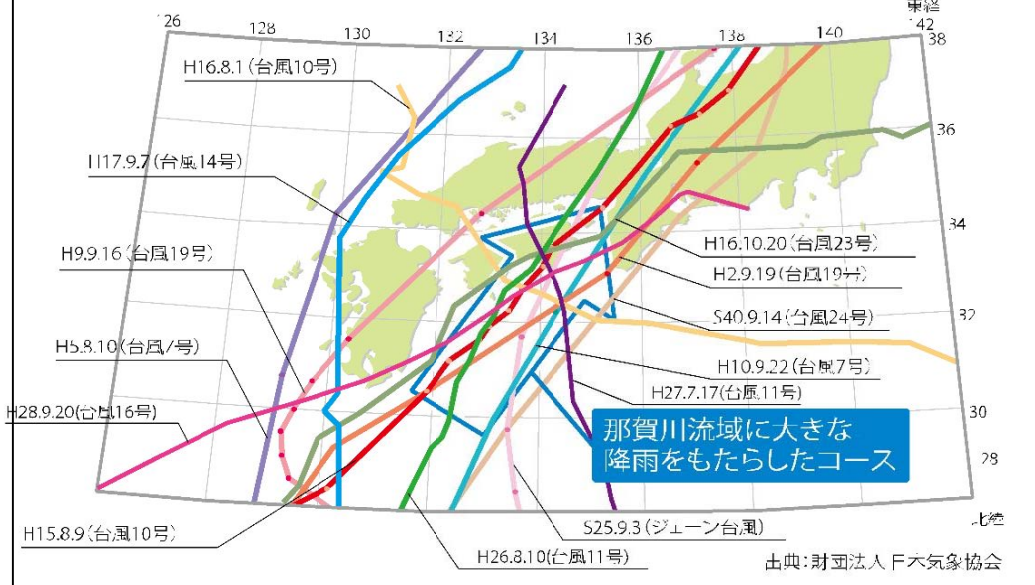 東経
126
128
130
132
134
136
138
140
142
38
H16.8.1(台風10号)
36
H17.9.7(台風14号)
34
H16.10.20(台風23号)
H9.9.16(台風19号)
H2.9.19(台風19号)
S40.9.14(台風24号)
32
H5.8.10(台風7号)
H10.9.22(台風7号)
H27.7.17(台風11号)
H28.9.20(台風16号)
30
那賀川流域に大きな
降雨をもたらしたコース
28
北緯
S25.9.3(ジェーン台風)
H15.8.9(台風10号)
H26.8.10(台風11号)
出典:財団法人 日本気象協会